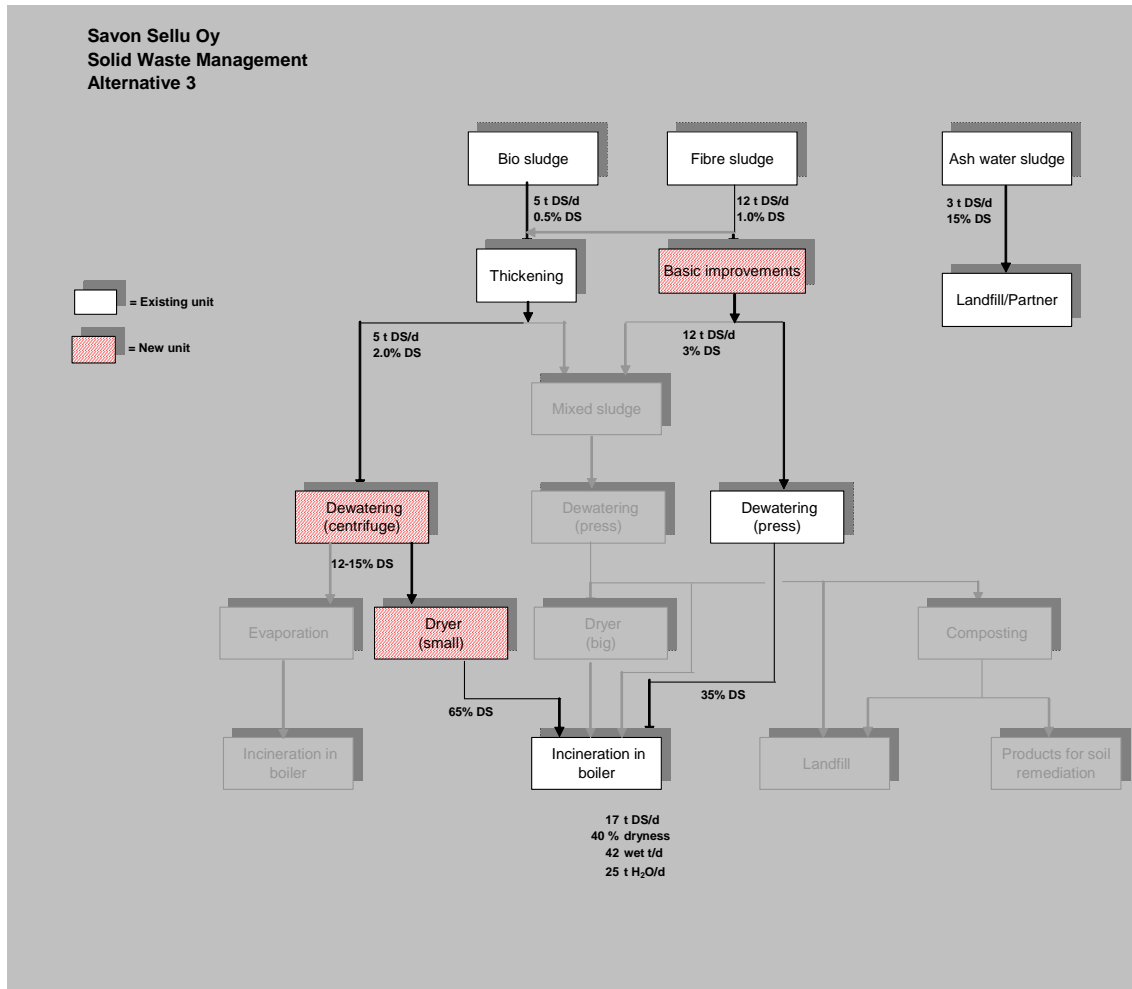 Savon Sellu Oy
Solid Waste Management
Alternative 3
Bio sludge
Fibre sludge
Ash water sludge
5 t DS/d
0.5% DS
12 t DS/d
1.0% DS
3 t DS/d
15% DS
Thickening
Basic improvements
Landfill/Partner
= Existing unit
= New unit
5 t DS/d
2.0% DS
12 t DS/d
3% DS
Mixed sludge
Dewatering
(centrifuge)
Dewatering
(press)
Dewatering
(press)
12-15% DS
Evaporation
Dryer
(small)
Dryer
(big)
Composting
65% DS
35% DS
Incineration in
boiler
Incineration in
boiler
Landfill
Products for soil
remediation
17 t DS/d
40 % dryness
42 wet t/d
25 t H₂O/d